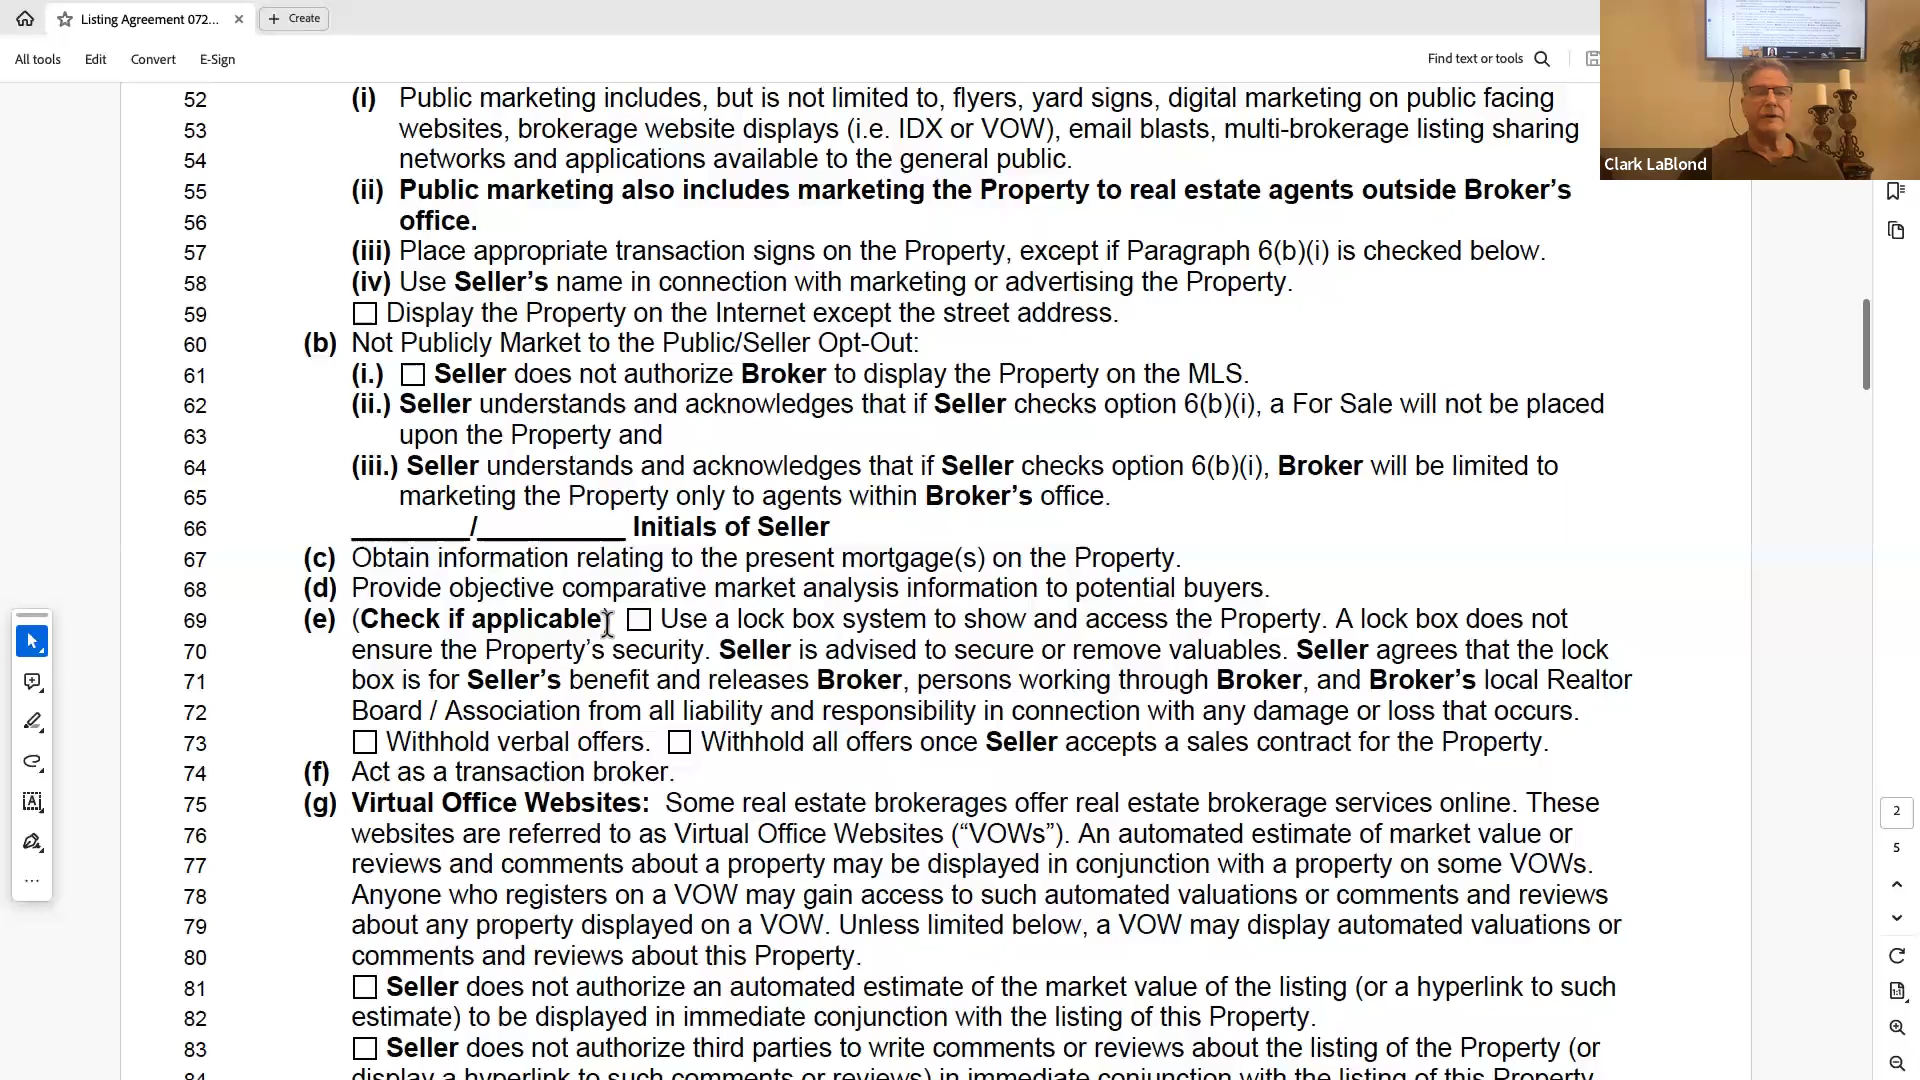 Listing Agreement 072...
Create
All tools
Edit
Convert
E-Sign
Find text or tools
Clark LaBlond
52 (i) Public marketing includes, but is not limited to, flyers, yard signs, digital marketing on public facing
53 websites, brokerage website displays (i.e. IDX or VOW), email blasts, multi-brokerage listing sharing
54 networks and applications available to the general public.
55 (ii) Public marketing also includes marketing the Property to real estate agents outside Broker's
56 office.
57 (iii) Place appropriate transaction signs on the Property, except if Paragraph 6(b)(i) is checked below.
58 (iv) Use Seller's name in connection with marketing or advertising the Property.
59 ☐ Display the Property on the Internet except the street address.
60 (b) Not Publicly Market to the Public/Seller Opt-Out:
61 (i.) ☐ Seller does not authorize Broker to display the Property on the MLS.
62 (ii.) Seller understands and acknowledges that if Seller checks option 6(b)(i), a For Sale will not be placed
63 upon the Property and
64 (iii.) Seller understands and acknowledges that if Seller checks option 6(b)(i), Broker will be limited to
65 marketing the Property only to agents within Broker's office.
66 ________/__________ Initials of Seller
67 (c) Obtain information relating to the present mortgage(s) on the Property.
68 (d) Provide objective comparative market analysis information to potential buyers.
69 (e) (Check if applicable) ☐ Use a lock box system to show and access the Property. A lock box does not
70 ensure the Property's security. Seller is advised to secure or remove valuables. Seller agrees that the lock
71 box is for Seller's benefit and releases Broker, persons working through Broker, and Broker's local Realtor
72 Board / Association from all liability and responsibility in connection with any damage or loss that occurs.
73 ☐ Withhold verbal offers. ☐ Withhold all offers once Seller accepts a sales contract for the Property.
74 (f) Act as a transaction broker.
75 (g) Virtual Office Websites: Some real estate brokerages offer real estate brokerage services online. These
76 websites are referred to as Virtual Office Websites (“VOWs”). An automated estimate of market value or
77 reviews and comments about a property may be displayed in conjunction with a property on some VOWs.
78 Anyone who registers on a VOW may gain access to such automated valuations or comments and reviews
79 about any property displayed on a VOW. Unless limited below, a VOW may display automated valuations or
80 comments and reviews about this Property.
81 ☐ Seller does not authorize an automated estimate of the market value of the listing (or a hyperlink to such
82 estimate) to be displayed in immediate conjunction with the listing of this Property.
83 ☐ Seller does not authorize third parties to write comments or reviews about the listing of the Property (or
84 display a hyperlink to such comments or reviews) in immediate conjunction with the listing of this Property
2
5